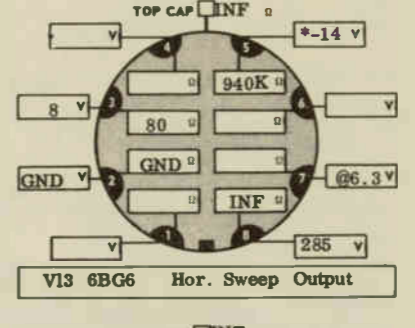 TOP CAP INF Ω
V 4 5 *-14 V
Ω 940K Ω
8 V 3 6 V
80 Ω Ω
GND Ω Ω
GND V 2 7 @6.3 V
Ω INF Ω
V 1 8 285 V
V13 6BG6 Hor. Sweep Output
INF